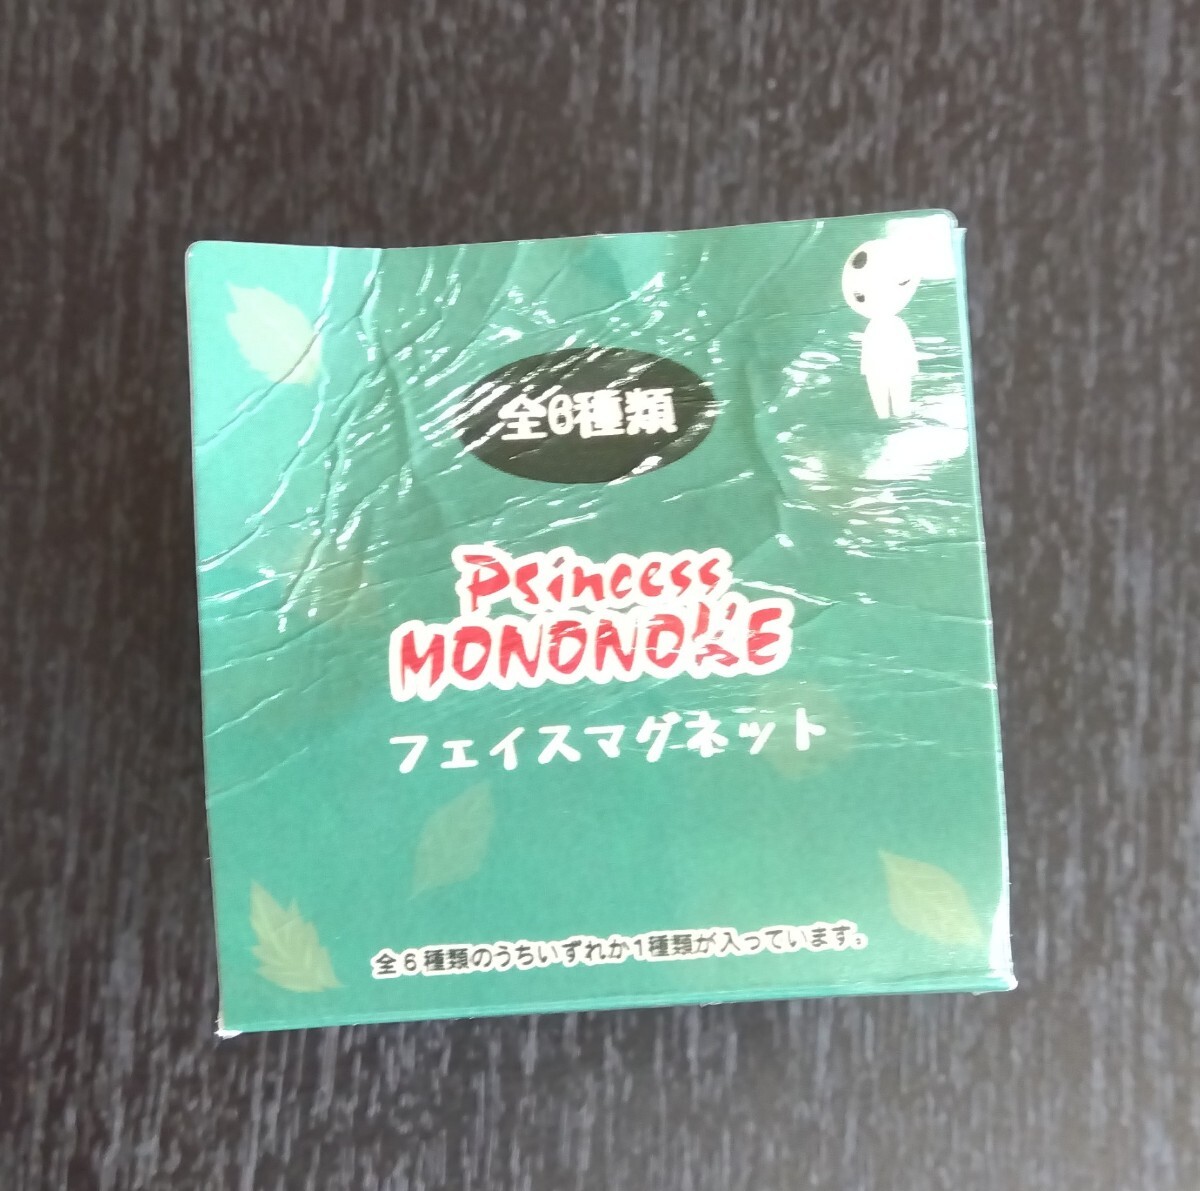 全6種類
Princess
MONONOKE
フェイスマグネット
全6種類のうちいずれか1種類が入っています。